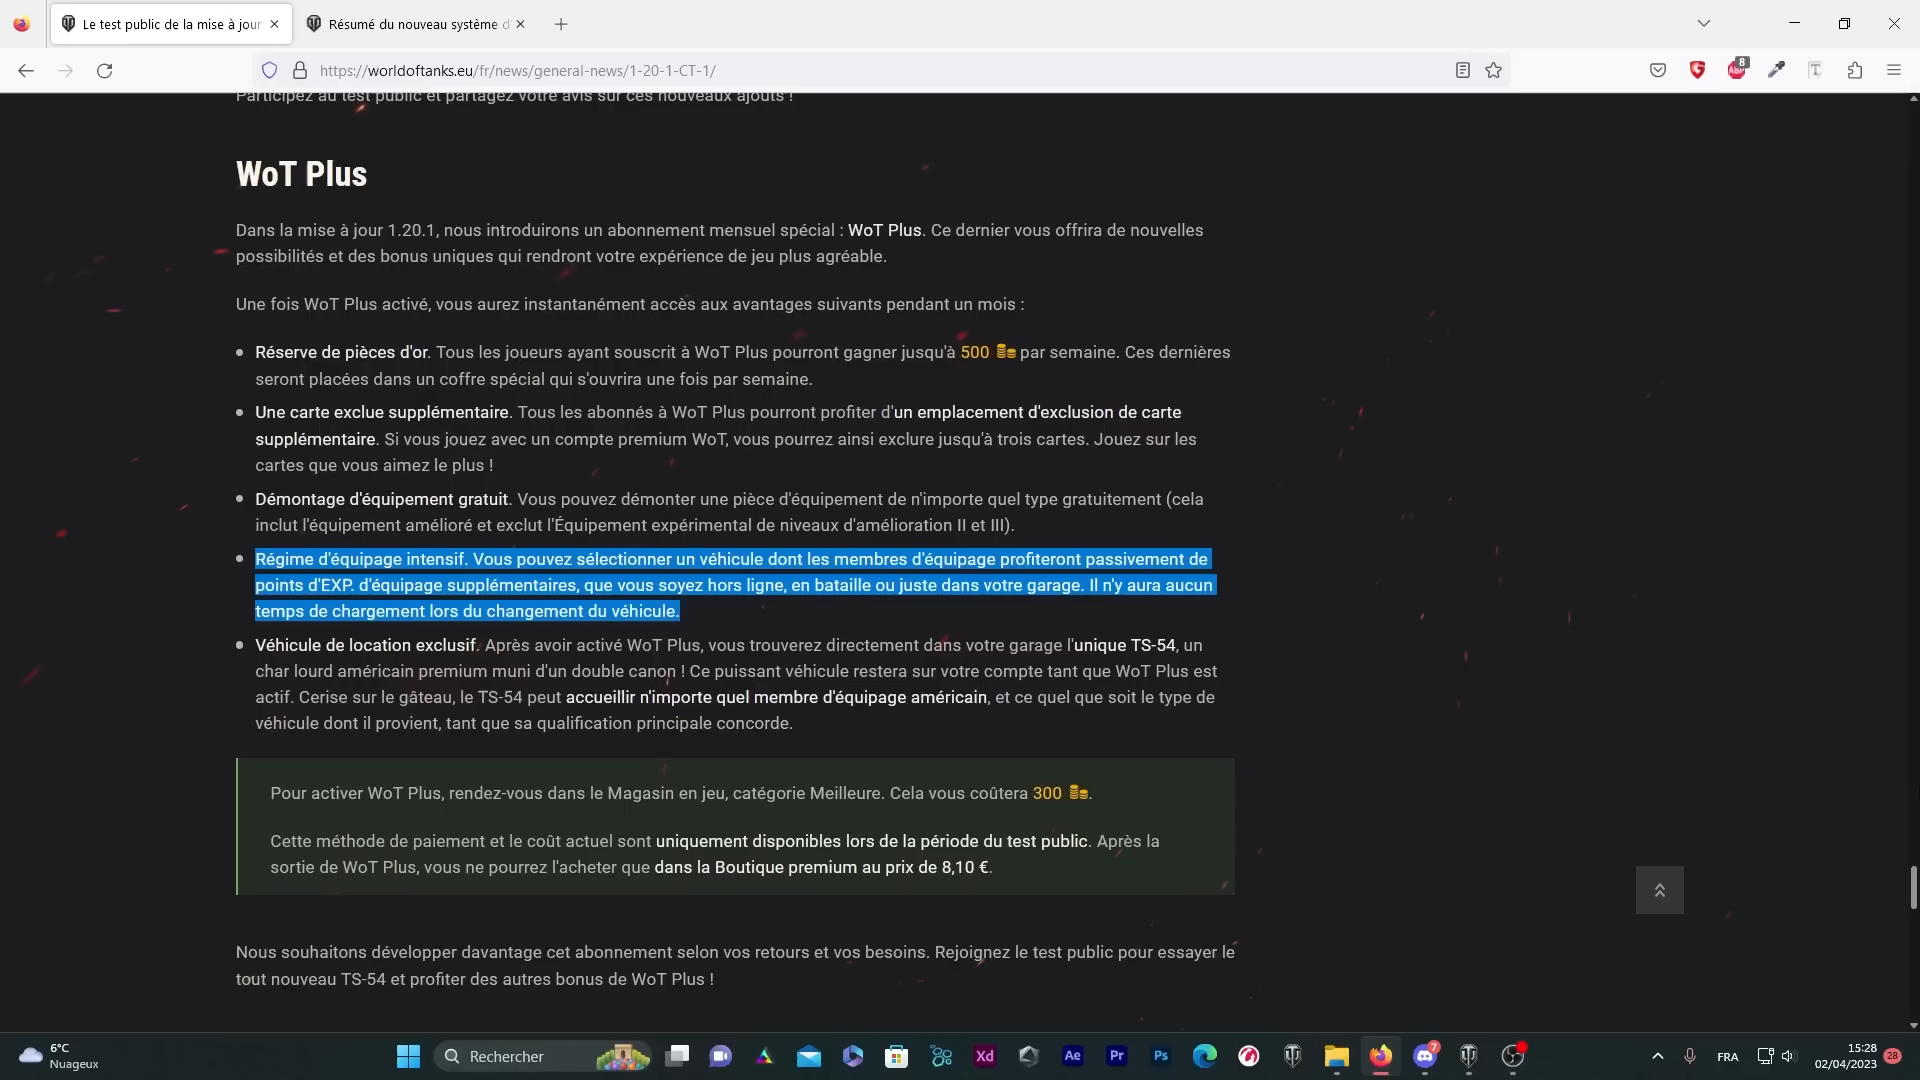 Le test public de la mise à jour
Résumé du nouveau système d
https://worldoftanks.eu/fr/news/general-news/1-20-1-CT-1/
8
Participez au test public et partagez votre avis sur ces nouveaux ajouts !
WoT Plus
Dans la mise à jour 1.20.1, nous introduirons un abonnement mensuel spécial : WoT Plus. Ce dernier vous offrira de nouvelles
possibilités et des bonus uniques qui rendront votre expérience de jeu plus agréable.
Une fois WoT Plus activé, vous aurez instantanément accès aux avantages suivants pendant un mois :
Réserve de pièces d'or. Tous les joueurs ayant souscrit à WoT Plus pourront gagner jusqu'à 500 par semaine. Ces dernières
seront placées dans un coffre spécial qui s'ouvrira une fois par semaine.
Une carte exclue supplémentaire. Tous les abonnés à WoT Plus pourront profiter d'un emplacement d'exclusion de carte
supplémentaire. Si vous jouez avec un compte premium WoT, vous pourrez ainsi exclure jusqu'à trois cartes. Jouez sur les
cartes que vous aimez le plus !
Démontage d'équipement gratuit. Vous pouvez démonter une pièce d'équipement de n'importe quel type gratuitement (cela
inclut l'équipement amélioré et exclut l'Équipement expérimental de niveaux d'amélioration II et III).
Régime d'équipage intensif. Vous pouvez sélectionner un véhicule dont les membres d'équipage profiteront passivement de
points d'EXP. d'équipage supplémentaires, que vous soyez hors ligne, en bataille ou juste dans votre garage. Il n'y aura aucun
temps de chargement lors du changement du véhicule.
Véhicule de location exclusif. Après avoir activé WoT Plus, vous trouverez directement dans votre garage l'unique TS-54, un
char lourd américain premium muni d'un double canon ! Ce puissant véhicule restera sur votre compte tant que WoT Plus est
actif. Cerise sur le gâteau, le TS-54 peut accueillir n'importe quel membre d'équipage américain, et ce quel que soit le type de
véhicule dont il provient, tant que sa qualification principale concorde.
Pour activer WoT Plus, rendez-vous dans le Magasin en jeu, catégorie Meilleure. Cela vous coûtera 300 .
Cette méthode de paiement et le coût actuel sont uniquement disponibles lors de la période du test public. Après la
sortie de WoT Plus, vous ne pourrez l'acheter que dans la Boutique premium au prix de 8,10 €.
Nous souhaitons développer davantage cet abonnement selon vos retours et vos besoins. Rejoignez le test public pour essayer le
tout nouveau TS-54 et profiter des autres bonus de WoT Plus !
6°C
Nuageux
Rechercher
Xd
Ae
Pr
Ps
7
FRA
15:28
02/04/2023
28